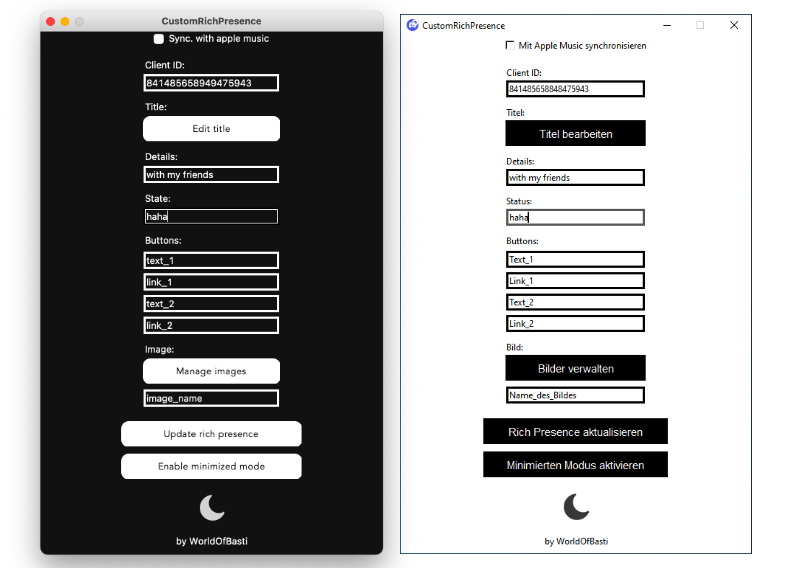 CustomRichPresence
Sync. with apple music
Client ID:
841485658949475943
Title:
Edit title
Details:
with my friends
State:
haha
Buttons:
text_1
link_1
text_2
link_2
Image:
Manage images
image_name
Update rich presence
Enable minimized mode
by WorldOfBasti
CustomRichPresence
Mit Apple Music synchronisieren
Client ID:
841485658848475943
Titel:
Titel bearbeiten
Details:
with my friends
Status:
haha
Buttons:
Text_1
Link_1
Text_2
Link_2
Bild:
Bilder verwalten
Name_des_Bildes
Rich Presence aktualisieren
Minimierten Modus aktivieren
by WorldOfBasti